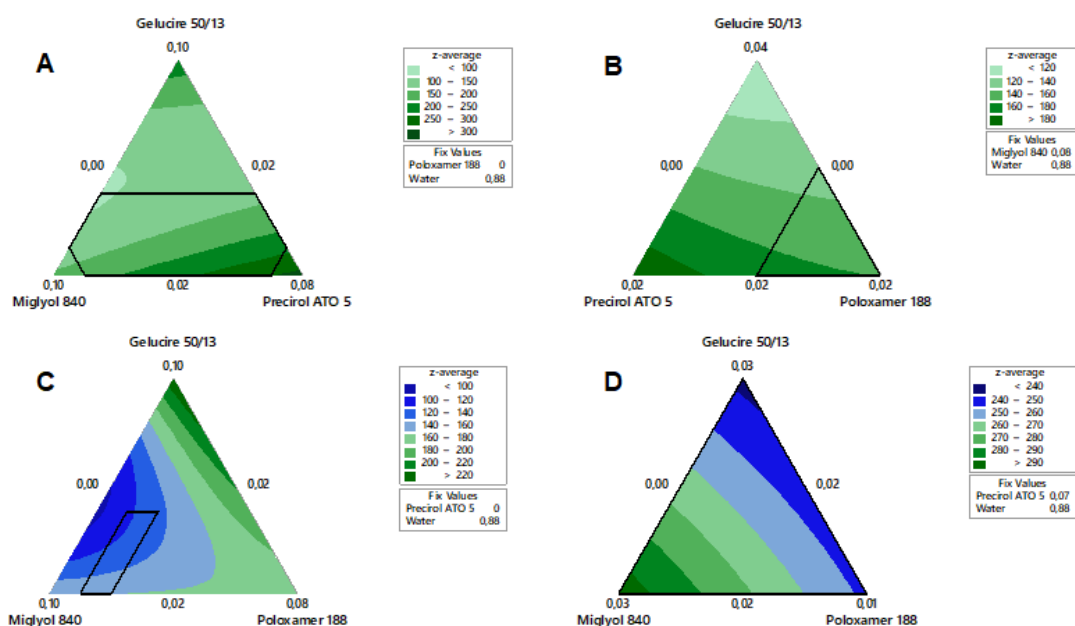 Gelucire 50/13
0,10
A
z-average
< 100
100 – 150
150 – 200
200 – 250
250 – 300
> 300
Fix Values
Poloxamer 188 0
Water 0,88
0,00
0,02
0,10
0,02
0,08
Miglyol 840
Precirol ATO 5
Gelucire 50/13
0,04
B
z-average
< 120
120 – 140
140 – 160
160 – 180
> 180
Fix Values
Miglyol 840 0,08
Water 0,88
0,00
0,00
0,02
0,02
0,02
Precirol ATO 5
Poloxamer 188
Gelucire 50/13
0,10
C
z-average
< 100
100 – 120
120 – 140
140 – 160
160 – 180
180 – 200
200 – 220
> 220
Fix Values
Precirol ATO 5 0
Water 0,88
0,00
0,02
0,10
0,02
0,08
Miglyol 840
Poloxamer 188
Gelucire 50/13
0,03
D
z-average
< 240
240 – 250
250 – 260
260 – 270
270 – 280
280 – 290
> 290
Fix Values
Precirol ATO 5 0,07
Water 0,88
0,00
0,02
0,03
0,02
0,01
Miglyol 840
Poloxamer 188